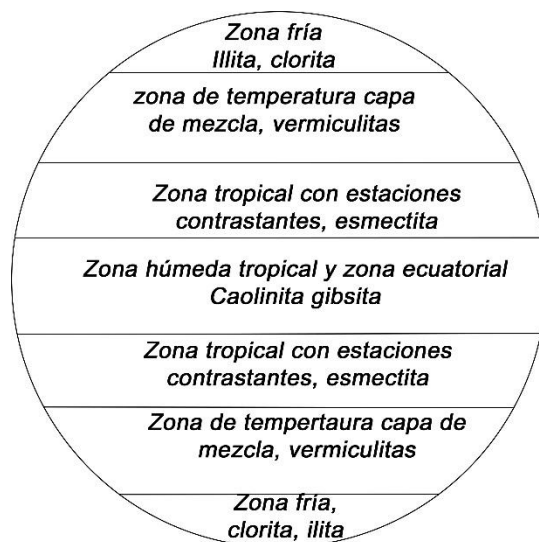 Zona fría
Illita, clorita
zona de temperatura capa
de mezcla, vermiculitas
Zona tropical con estaciones
contrastantes, esmectita
Zona húmeda tropical y zona ecuatorial
Caolinita gibsita
Zona tropical con estaciones
contrastantes, esmectita
Zona de tempertaura capa de
mezcla, vermiculitas
Zona fría,
clorita, ilita